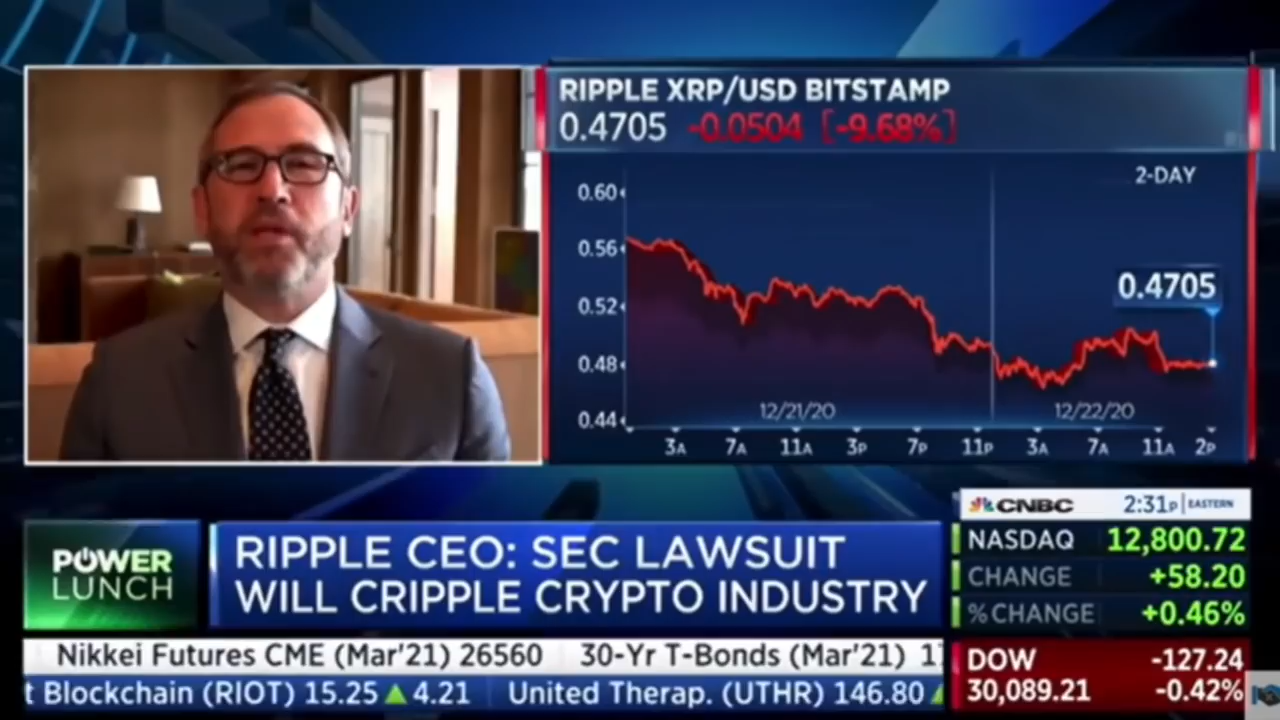 RIPPLE XRP/USD BITSTAMP
0.4705 -0.0504 [-9.68%]
2-DAY
0.60
0.56
0.52
0.48
0.44
0.4705
12/21/20 12/22/20
3A 7A 11A 3P 7P 11P 3A 7A 11A 2P
CNBC 2:31P EASTERN
POWER
LUNCH
RIPPLE CEO: SEC LAWSUIT
WILL CRIPPLE CRYPTO INDUSTRY
NASDAQ 12,800.72
CHANGE +58.20
% CHANGE +0.46%
DOW -127.24
30,089.21 -0.42%
Nikkei Futures CME (Mar'21) 26560 30-Yr T-Bonds (Mar'21) 1
t Blockchain (RIOT) 15.25 ▲ 4.21 United Therap. (UTHR) 146.80